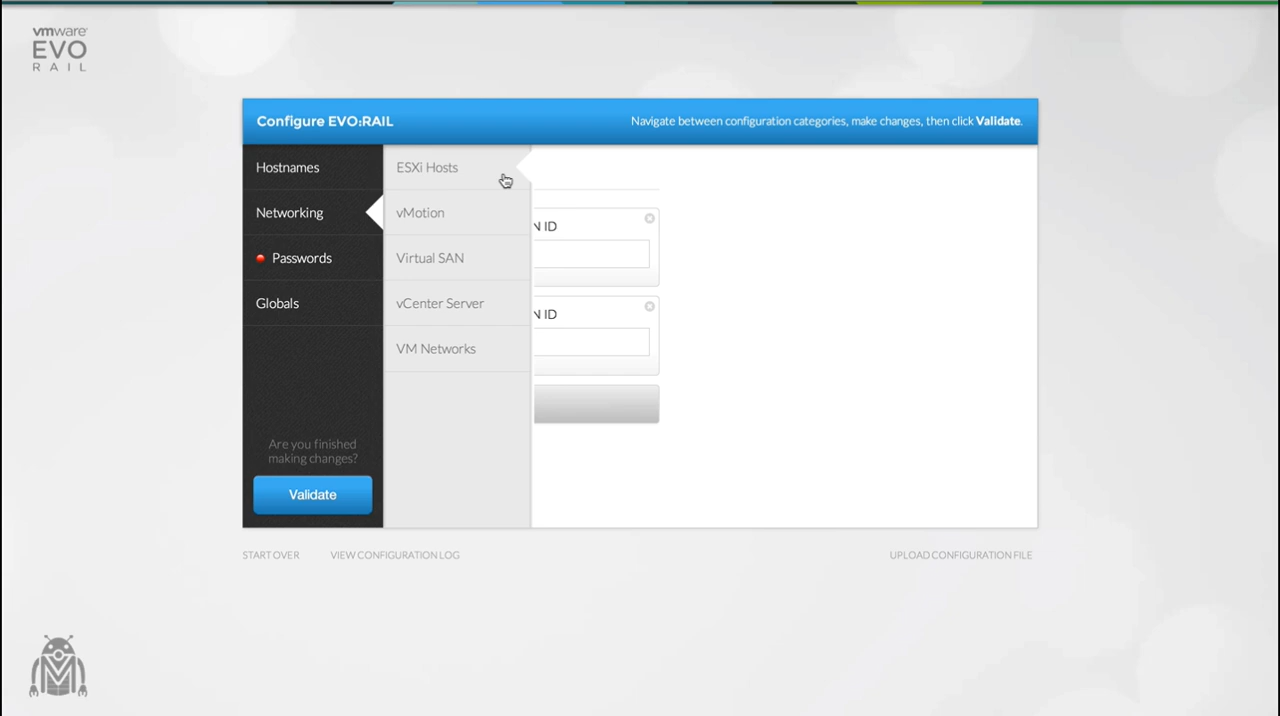 vmware
EVO
RAIL
Configure EVO:RAIL
Navigate between configuration categories, make changes, then click Validate.
Hostnames
Networking
Passwords
Globals
Are you finished
making changes?
Validate
ESXi Hosts
vMotion
Virtual SAN
vCenter Server
VM Networks
N ID
N ID
START OVER
VIEW CONFIGURATION LOG
UPLOAD CONFIGURATION FILE